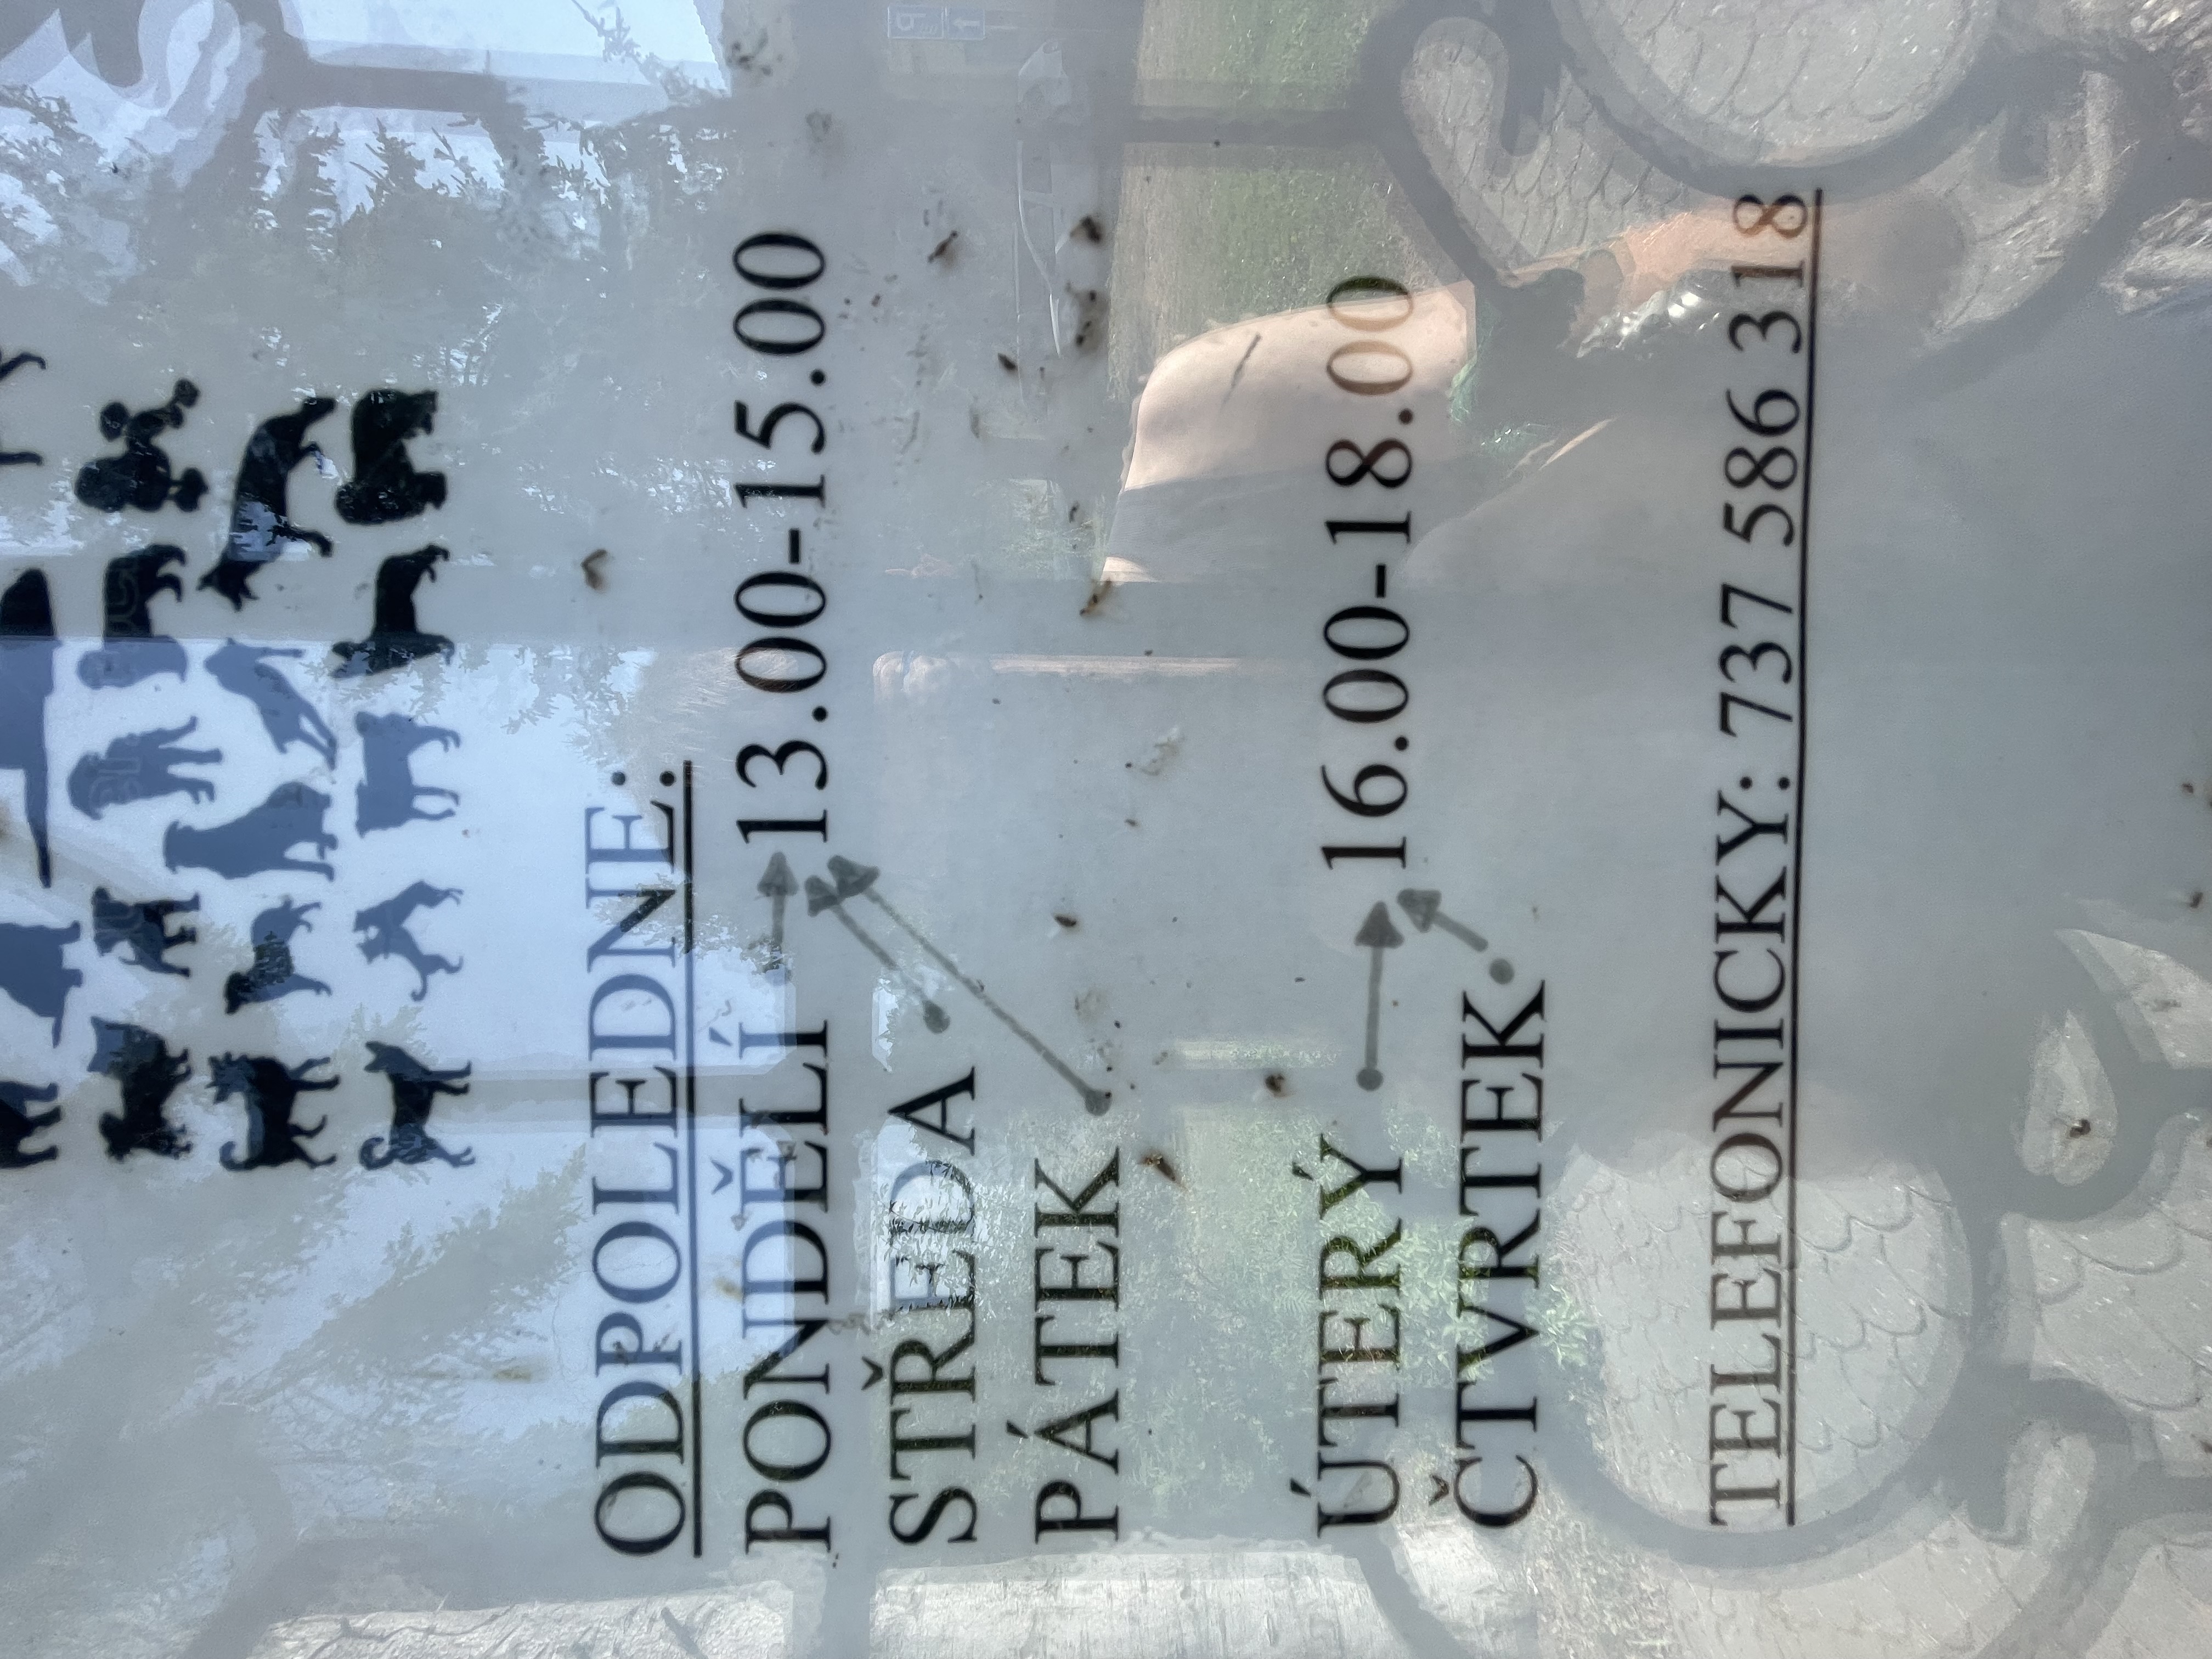 ODPOLEDNE:
PONDĚLÍ 13.00-15.00
STŘEDA
PÁTEK
ÚTERÝ 16.00-18.00
ČTVRTEK
TELEFONICKY: 737 586 318